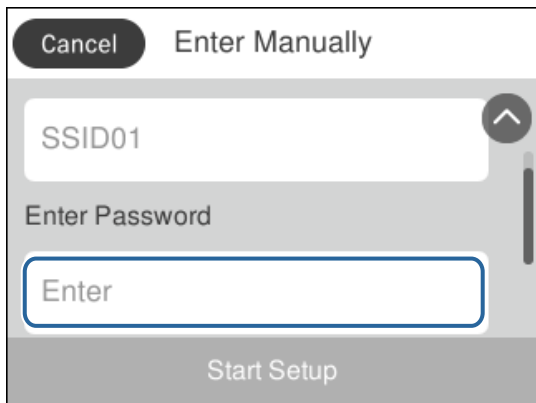 Cancel Enter Manually
SSID01
Enter Password
Enter
Start Setup